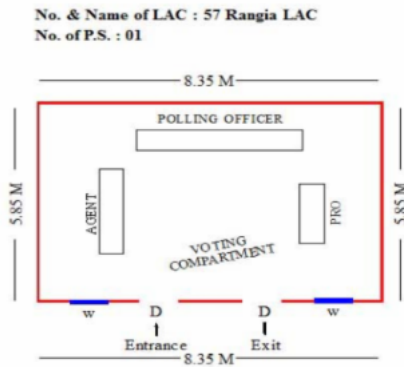 No. & Name of LAC : 57 Rangia LAC
No. of P.S. : 01
8.35 M
POLLING OFFICER
5.85 M
AGENT
PRO
5.85 M
VOTING
COMPARTMENT
w D D w
Entrance Exit
8.35 M